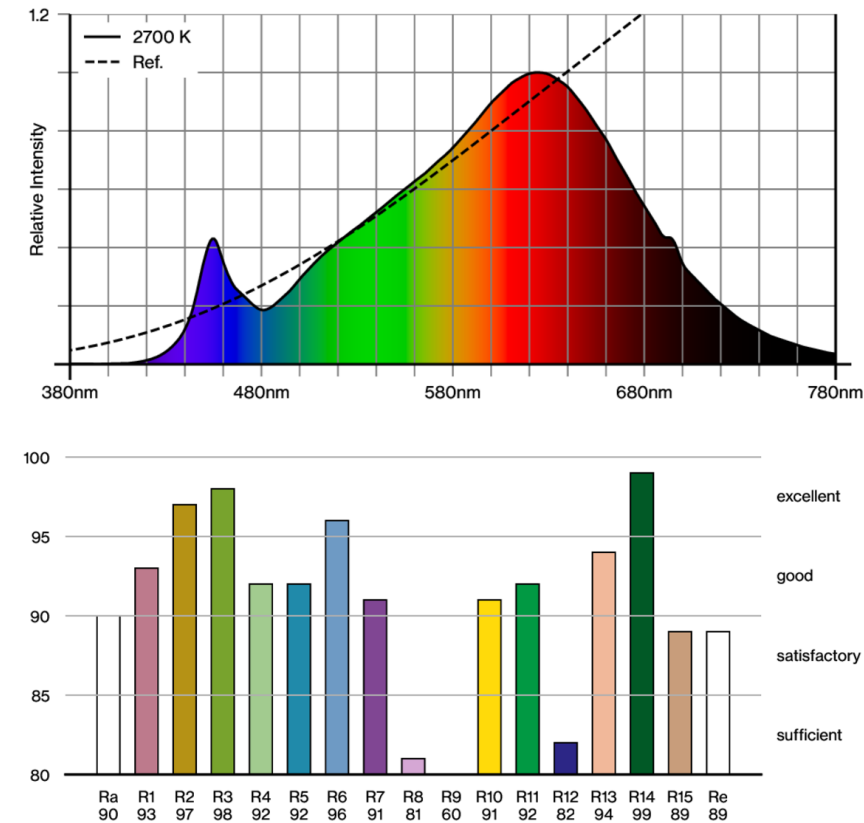 1.2
2700 K
Ref.
Relative Intensity
380nm 480nm 580nm 680nm 780nm
100
excellent
95
good
90
satisfactory
85
sufficient
80
Ra R1 R2 R3 R4 R5 R6 R7 R8 R9 R10 R11 R12 R13 R14 R15 Re
90 93 97 98 92 92 96 91 81 60 91 92 82 94 99 89 89